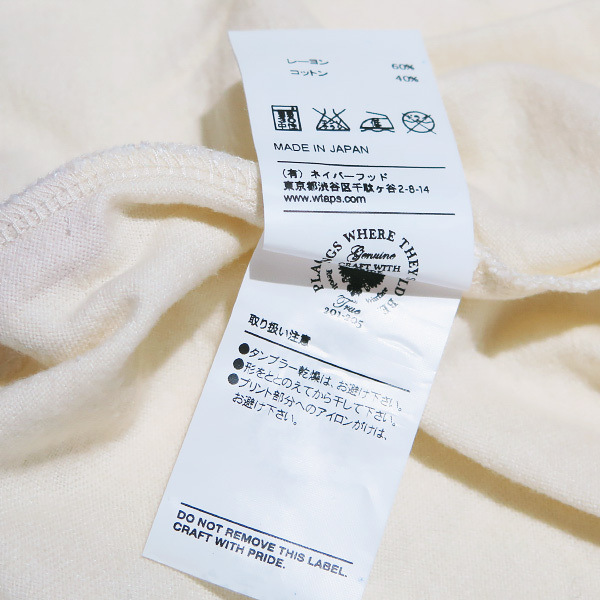 レーヨン 60%
コットン 40%
MADE IN JAPAN
(有) ネイバーフッド
東京都渋谷区千駄ヶ谷2-8-14
www.wtaps.com
GS WHERE THEY
Genuine
CRAFT WITH
PLA
LD BE
True
取り扱い注意
●タンブラー乾燥は、お避け下さい。
●形をととのえてから干して下さい。
●プリント部分へのアイロンがけは、
お避け下さい。
DO NOT REMOVE THIS LABEL.
CRAFT WITH PRIDE.